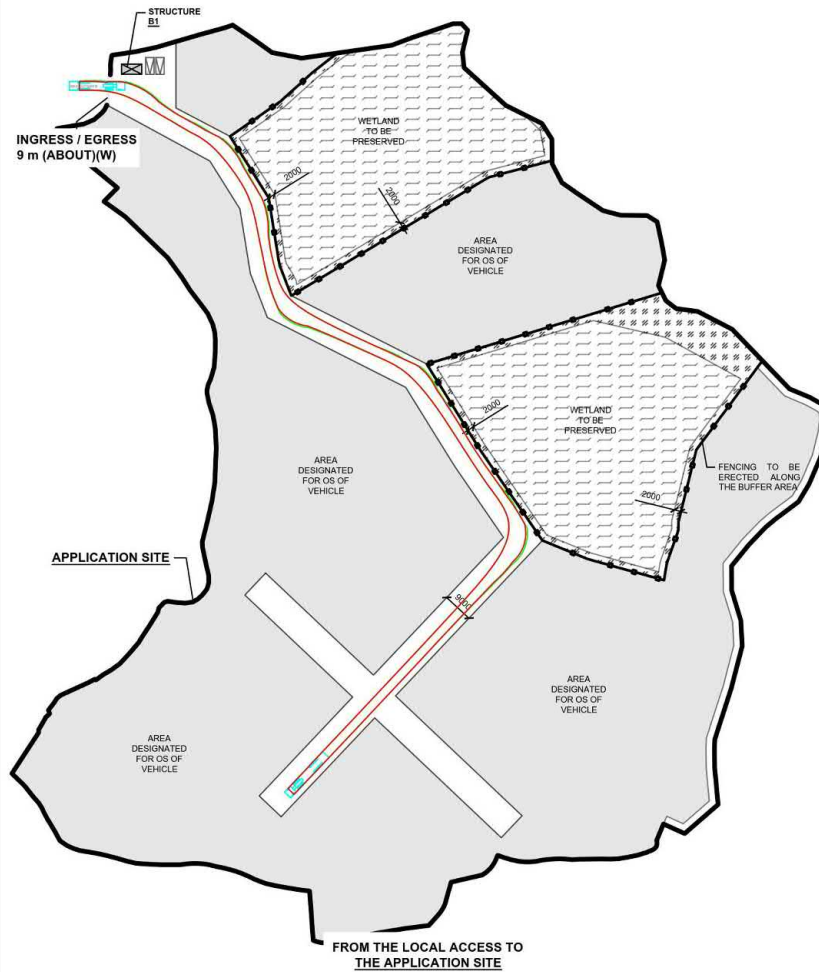 STRUCTURE
B1
INGRESS / EGRESS
9 m (ABOUT)(W)
WETLAND
TO BE
PRESERVED
2000
2000
AREA
DESIGNATED
FOR OS OF
VEHICLE
WETLAND
TO BE
PRESERVED
2000
2000
FENCING TO BE
ERECTED ALONG
THE BUFFER AREA
AREA
DESIGNATED
FOR OS OF
VEHICLE
APPLICATION SITE
9000
AREA
DESIGNATED
FOR OS OF
VEHICLE
AREA
DESIGNATED
FOR OS OF
VEHICLE
FROM THE LOCAL ACCESS TO
THE APPLICATION SITE